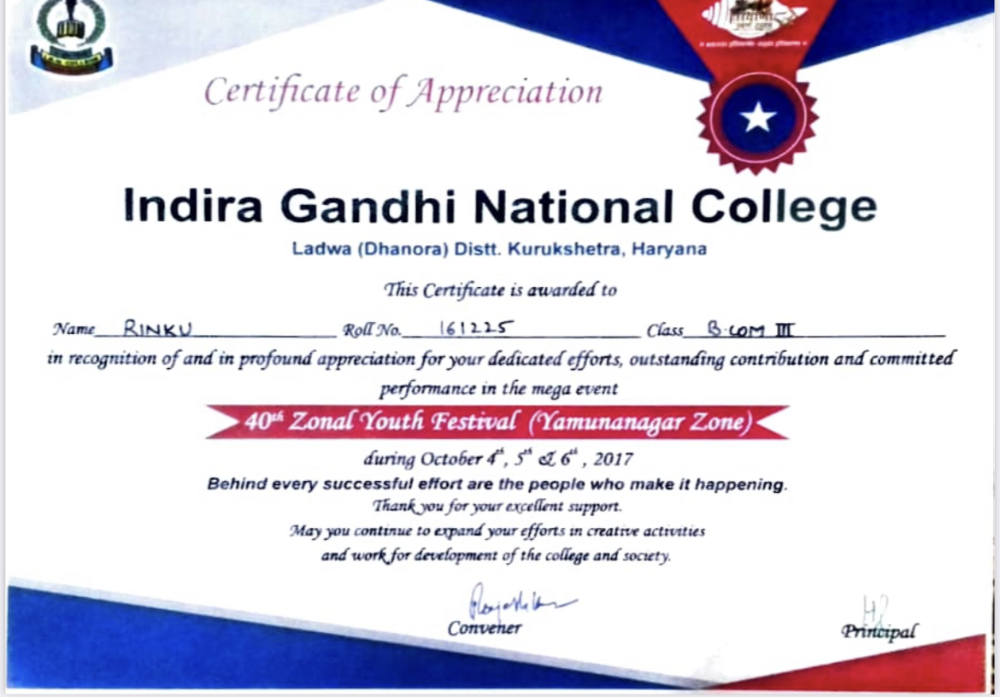 I.G.N. COLLEGE
Certificate of Appreciation
Indira Gandhi National College
Ladwa (Dhanora) Distt. Kurukshetra, Haryana
This Certificate is awarded to
Name RINKU Roll No. 161225 Class B.COM III
in recognition of and in profound appreciation for your dedicated efforts, outstanding contribution and committed
performance in the mega event
40th Zonal Youth Festival (Yamunanagar Zone)
during October 4th, 5th & 6th, 2017
Behind every successful effort are the people who make it happening.
Thank you for your excellent support.
May you continue to expand your efforts in creative activities
and work for development of the college and society.
Convener
Principal